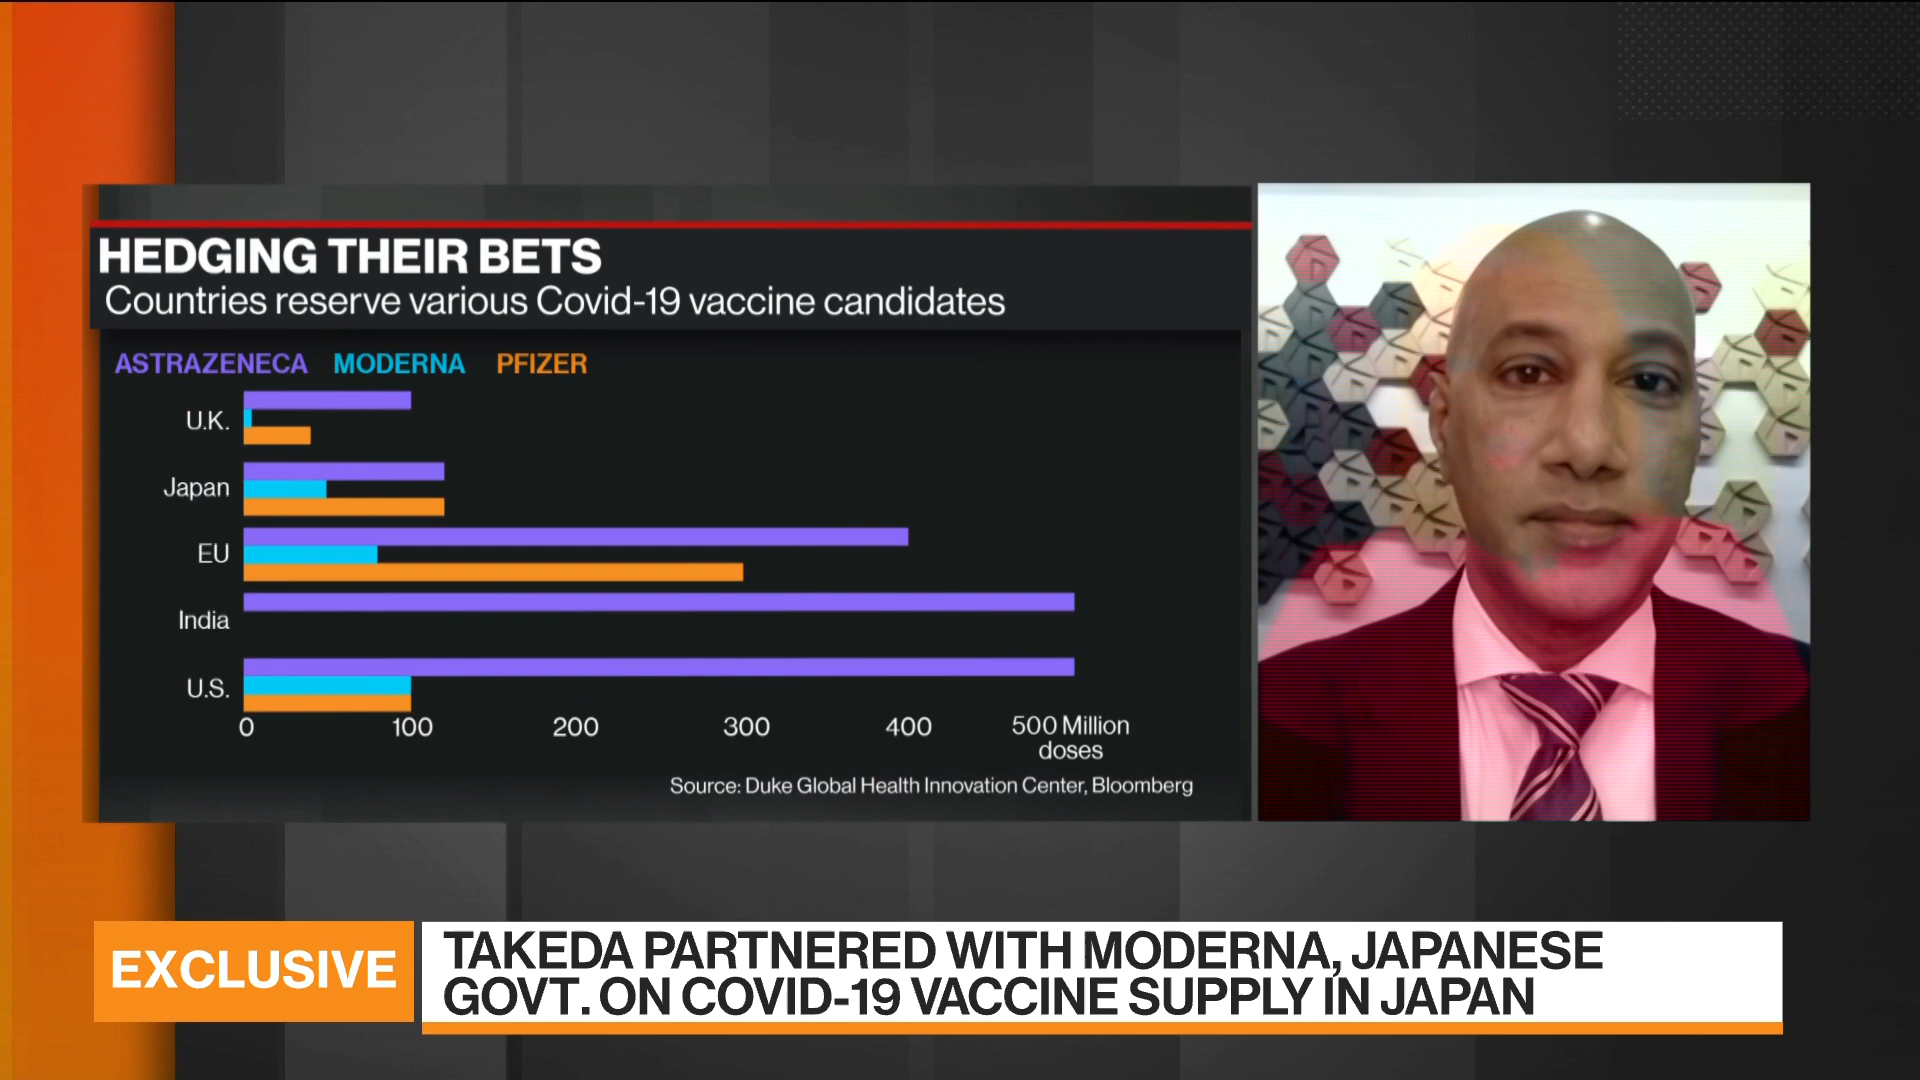 HEDGING THEIR BETS
Countries reserve various Covid-19 vaccine candidates
ASTRAZENECA MODERNA PFIZER
U.K.
Japan
EU
India
U.S.
0 100 200 300 400 500 Million
doses
Source: Duke Global Health Innovation Center, Bloomberg
EXCLUSIVE
TAKEDA PARTNERED WITH MODERNA, JAPANESE
GOVT. ON COVID-19 VACCINE SUPPLY IN JAPAN